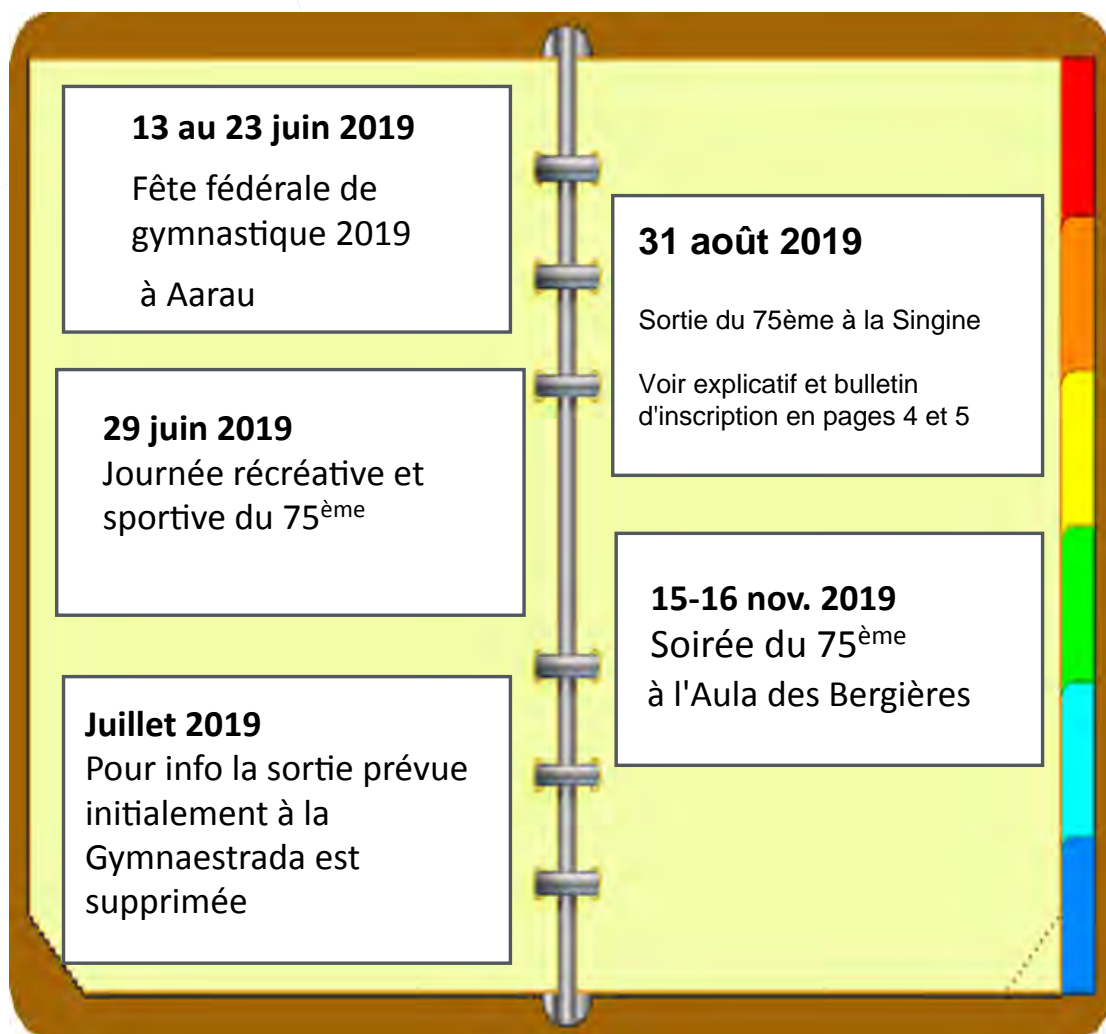 13 au 23 juin 2019
Fête fédérale de
gymnastique 2019
à Aarau
29 juin 2019
Journée récréative et
sportive du 75ème
Juillet 2019
Pour info la sortie prévue
initialement à la
Gymnaestrada est
supprimée
31 août 2019
Sortie du 75ème à la Singine
Voir explicatif et bulletin
d'inscription en pages 4 et 5
15-16 nov. 2019
Soirée du 75ème
à l'Aula des Bergières